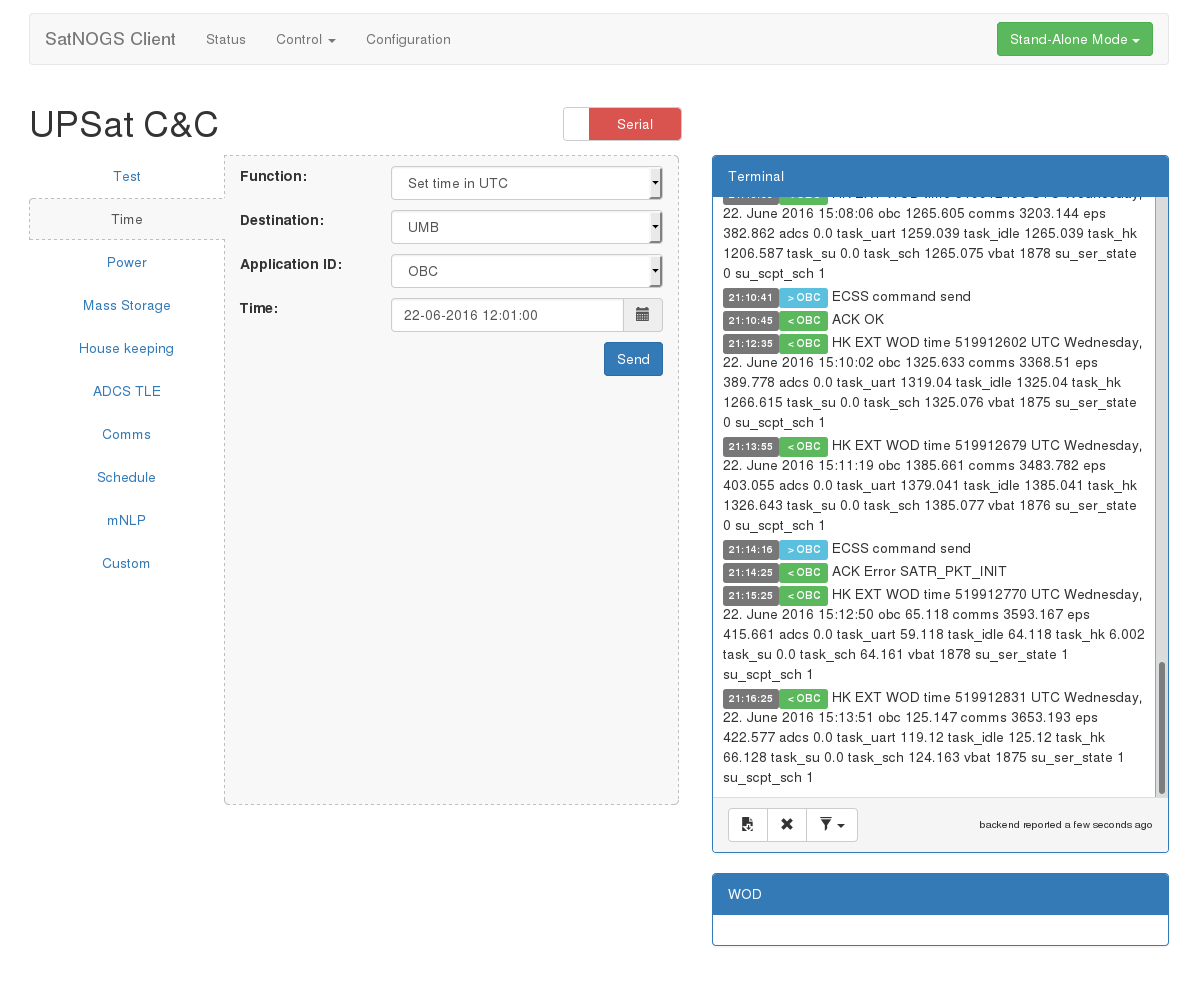 SatNOGS Client Status Control Configuration Stand-Alone Mode
UPSat C&C
Serial
Test
Time
Power
Mass Storage
House keeping
ADCS TLE
Comms
Schedule
mNLP
Custom
Function: Set time in UTC
Destination: UMB
Application ID: OBC
Time: 22-06-2016 12:01:00
Send
Terminal
22. June 2016 15:08:06 obc 1265.605 comms 3203.144 eps
382.862 adcs 0.0 task_uart 1259.039 task_idle 1265.039 task_hk
1206.587 task_su 0.0 task_sch 1265.075 vbat 1878 su_ser_state
0 su_scpt_sch 1
21:10:41 > OBC ECSS command send
21:10:45 < OBC ACK OK
21:12:35 < OBC HK EXT WOD time 519912602 UTC Wednesday,
22. June 2016 15:10:02 obc 1325.633 comms 3368.51 eps
389.778 adcs 0.0 task_uart 1319.04 task_idle 1325.04 task_hk
1266.615 task_su 0.0 task_sch 1325.076 vbat 1875 su_ser_state
0 su_scpt_sch 1
21:13:55 < OBC HK EXT WOD time 519912679 UTC Wednesday,
22. June 2016 15:11:19 obc 1385.661 comms 3483.782 eps
403.055 adcs 0.0 task_uart 1379.041 task_idle 1385.041 task_hk
1326.643 task_su 0.0 task_sch 1385.077 vbat 1876 su_ser_state
0 su_scpt_sch 1
21:14:16 > OBC ECSS command send
21:14:25 < OBC ACK Error SATR_PKT_INIT
21:15:25 < OBC HK EXT WOD time 519912770 UTC Wednesday,
22. June 2016 15:12:50 obc 65.118 comms 3593.167 eps
415.661 adcs 0.0 task_uart 59.118 task_idle 64.118 task_hk 6.002
task_su 0.0 task_sch 64.161 vbat 1878 su_ser_state 1
su_scpt_sch 1
21:16:25 < OBC HK EXT WOD time 519912831 UTC Wednesday,
22. June 2016 15:13:51 obc 125.147 comms 3653.193 eps
422.577 adcs 0.0 task_uart 119.12 task_idle 125.12 task_hk
66.128 task_su 0.0 task_sch 124.163 vbat 1875 su_ser_state 1
su_scpt_sch 1
backend reported a few seconds ago
WOD